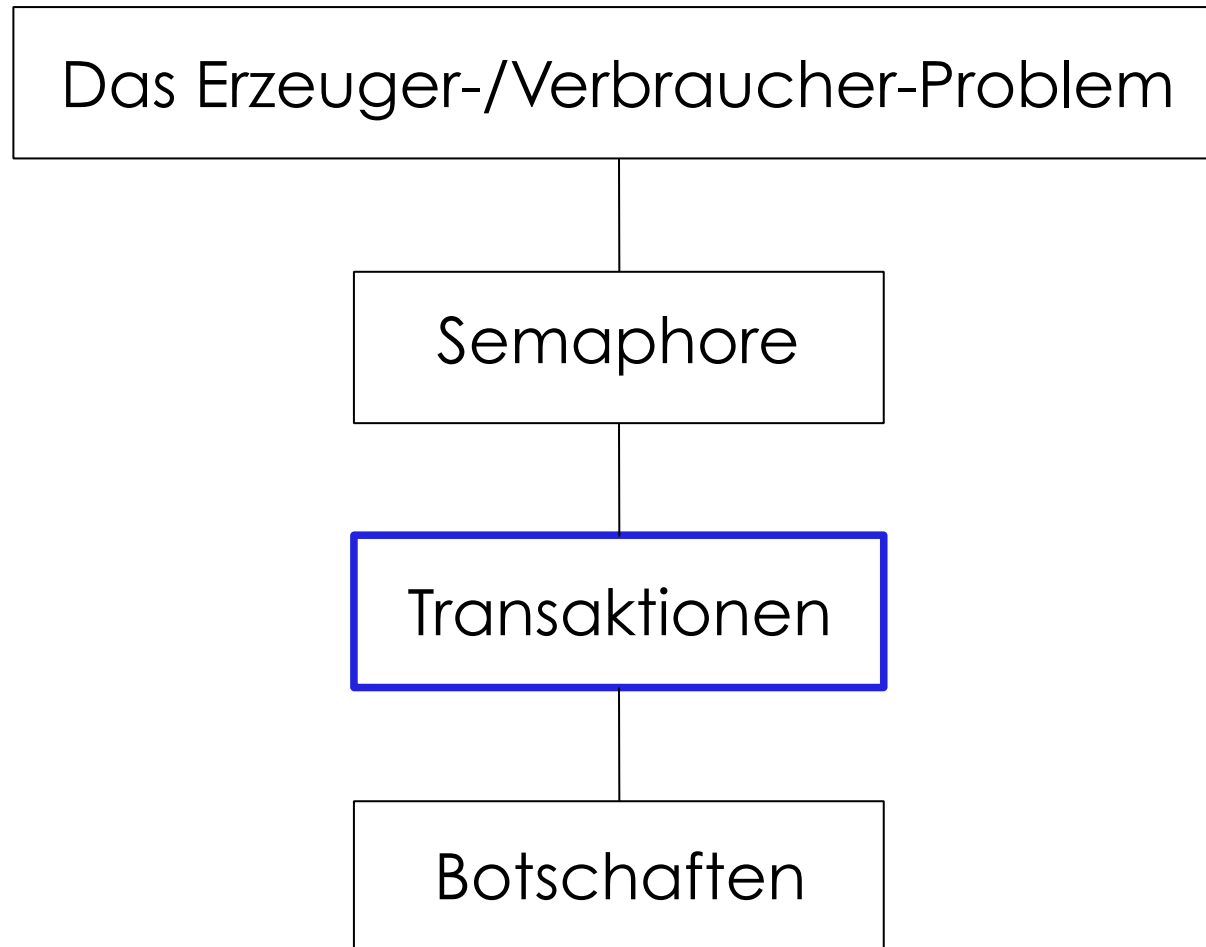 Das Erzeuger-/Verbraucher-Problem
Semaphore
Transaktionen
Botschaften